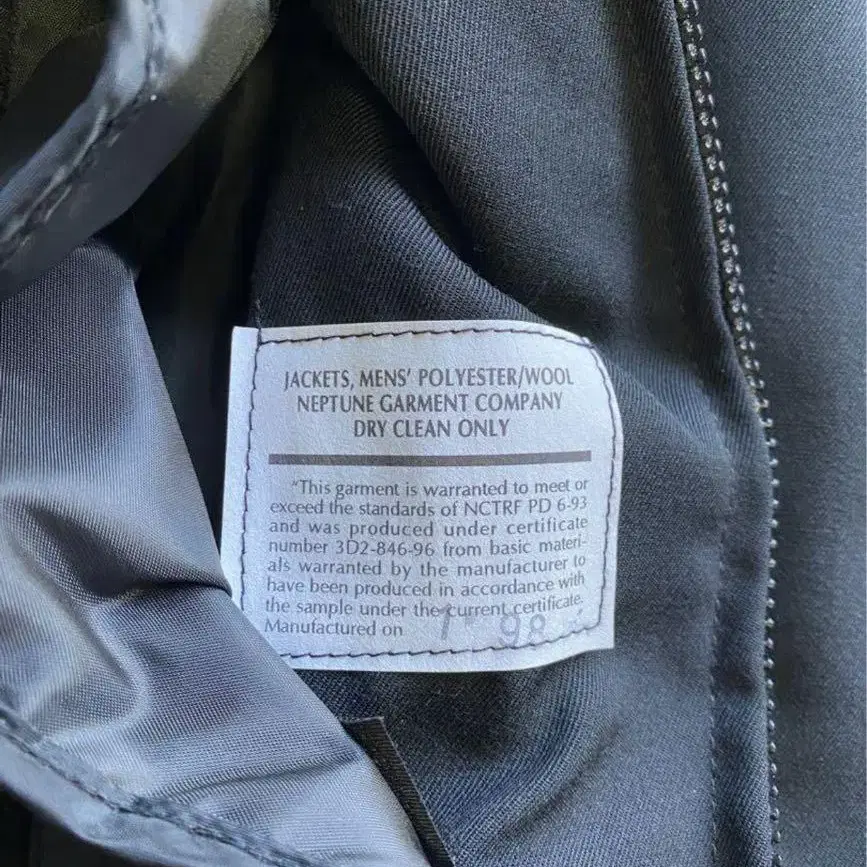 JACKETS, MENS' POLYESTER/WOOL
NEPTUNE GARMENT COMPANY
DRY CLEAN ONLY
"This garment is warranted to meet or
exceed the standards of NCTRF PD 6-93
and was produced under certificate
number 3D2-846-96 from basic materi-
als warranted by the manufacturer to
have been produced in accordance with
the sample under the current certificate.
Manufactured on 98